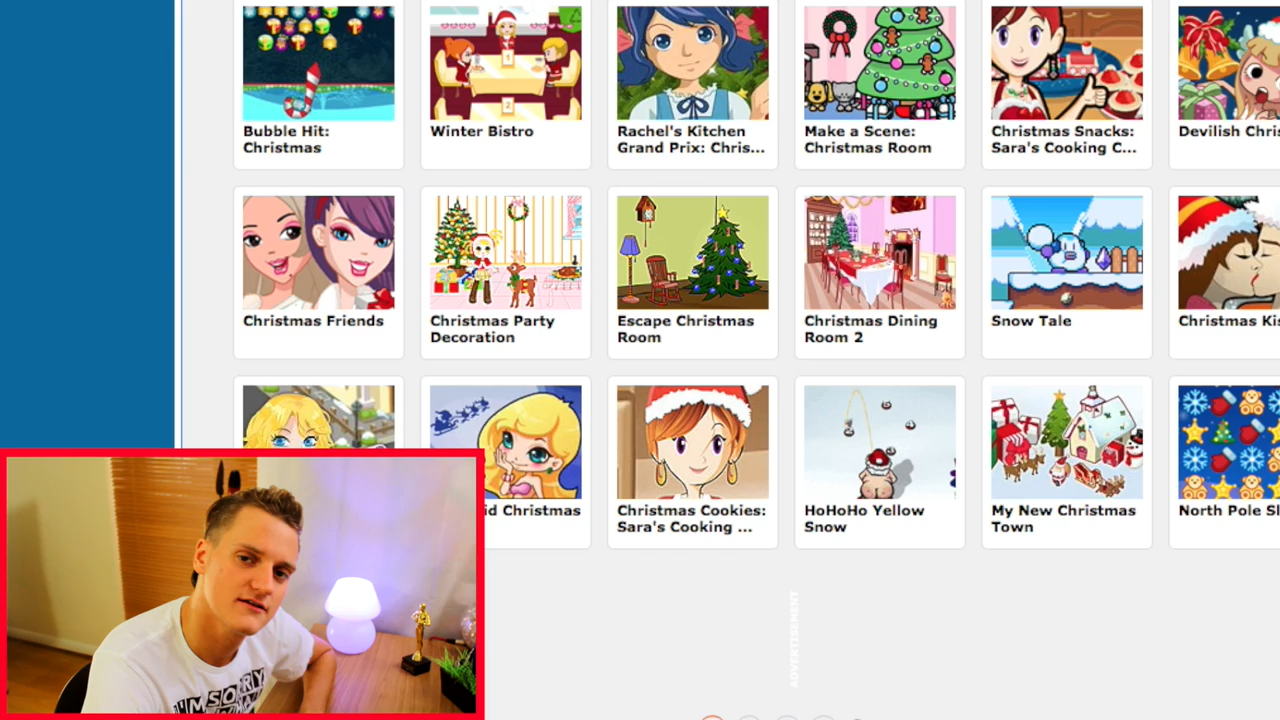 Bubble Hit:
Christmas
Winter Bistro
Rachel's Kitchen
Grand Prix: Chris...
Make a Scene:
Christmas Room
Christmas Snacks:
Sara's Cooking C...
Devilish Chri
Christmas Friends
Christmas Party
Decoration
Escape Christmas
Room
Christmas Dining
Room 2
Snow Tale
Christmas Ki
id Christmas
Christmas Cookies:
Sara's Cooking ...
HoHoHo Yellow
Snow
My New Christmas
Town
North Pole Sl
ADVERTISEMENT
I'M SORRY